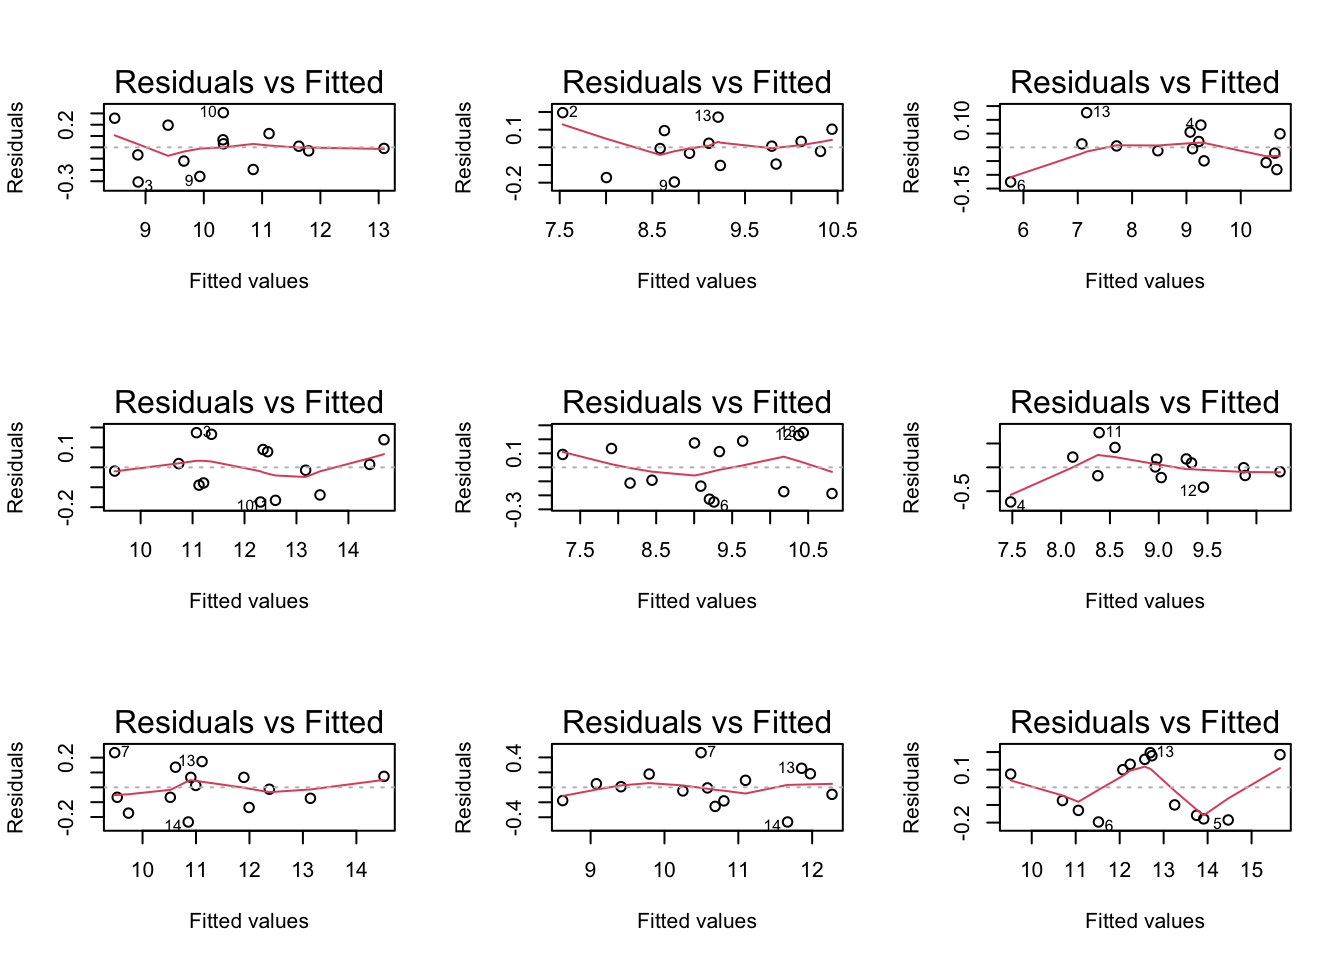 Residuals vs Fitted
Residuals
0.2
-0.3
10
3
9
9 10 11 12 13
Fitted values
Residuals vs Fitted
Residuals
0.1
-0.2
2
13
9
7.5 8.5 9.5 10.5
Fitted values
Residuals vs Fitted
Residuals
0.10
-0.15
13
4
6
6 7 8 9 10
Fitted values
Residuals vs Fitted
Residuals
0.1
-0.2
3
10
10 11 12 13 14
Fitted values
Residuals vs Fitted
Residuals
0.1
-0.3
13
12
6
7.5 8.5 9.5 10.5
Fitted values
Residuals vs Fitted
Residuals
-0.5
11
12
4
7.5 8.0 8.5 9.0 9.5
Fitted values
Residuals vs Fitted
Residuals
0.2
-0.2
7
13
14
10 11 12 13 14
Fitted values
Residuals vs Fitted
Residuals
0.4
-0.4
7
13
14
9 10 11 12
Fitted values
Residuals vs Fitted
Residuals
0.1
-0.2
13
6
5
10 11 12 13 14 15
Fitted values